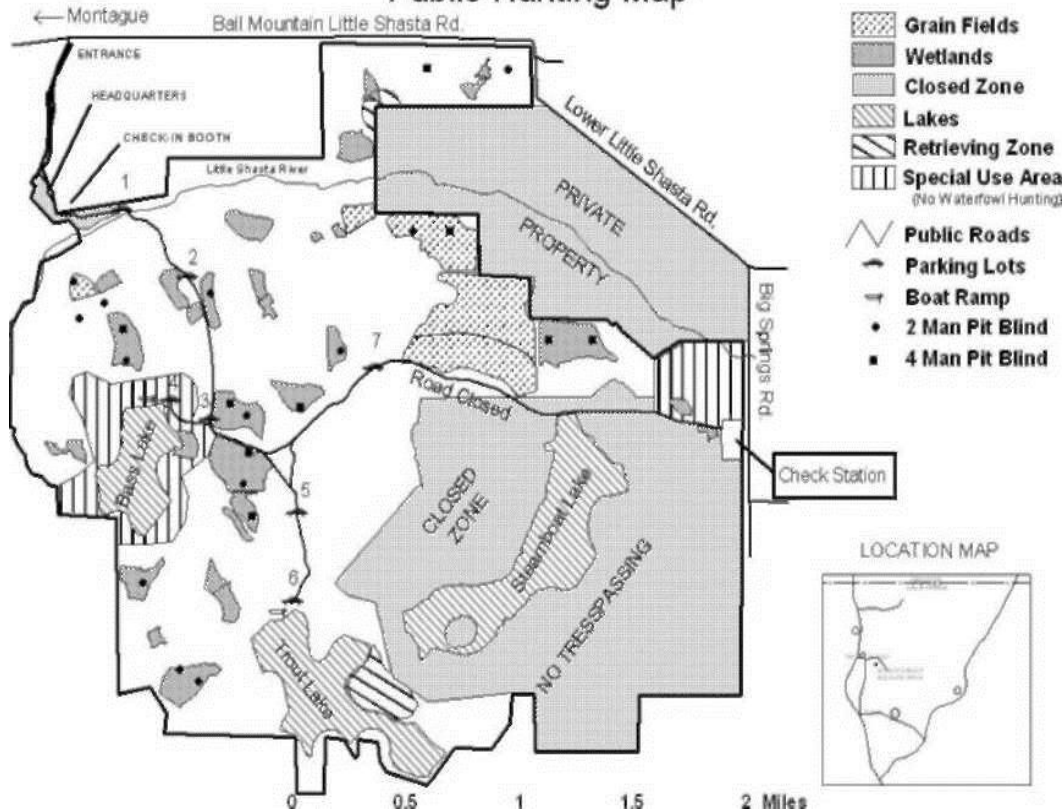 Public Hunting Map
← Montague
Ball Mountain Little Shasta Rd.
ENTRANCE
HEADQUARTERS
CHECK-IN BOOTH
Little Shasta River
Lower Little Shasta Rd.
PRIVATE
PROPERTY
Big Springs Rd.
1
2
3
4
5
6
7
Road Closed
Bass Lake
CLOSED
ZONE
Steamboat Lake
NO TRESSPASSING
Trout Lake
Check Station
Grain Fields
Wetlands
Closed Zone
Lakes
Retrieving Zone
Special Use Area
(No Waterfowl Hunting)
Public Roads
Parking Lots
Boat Ramp
2 Man Pit Blind
4 Man Pit Blind
LOCATION MAP
0 0.5 1 1.5 2 Miles